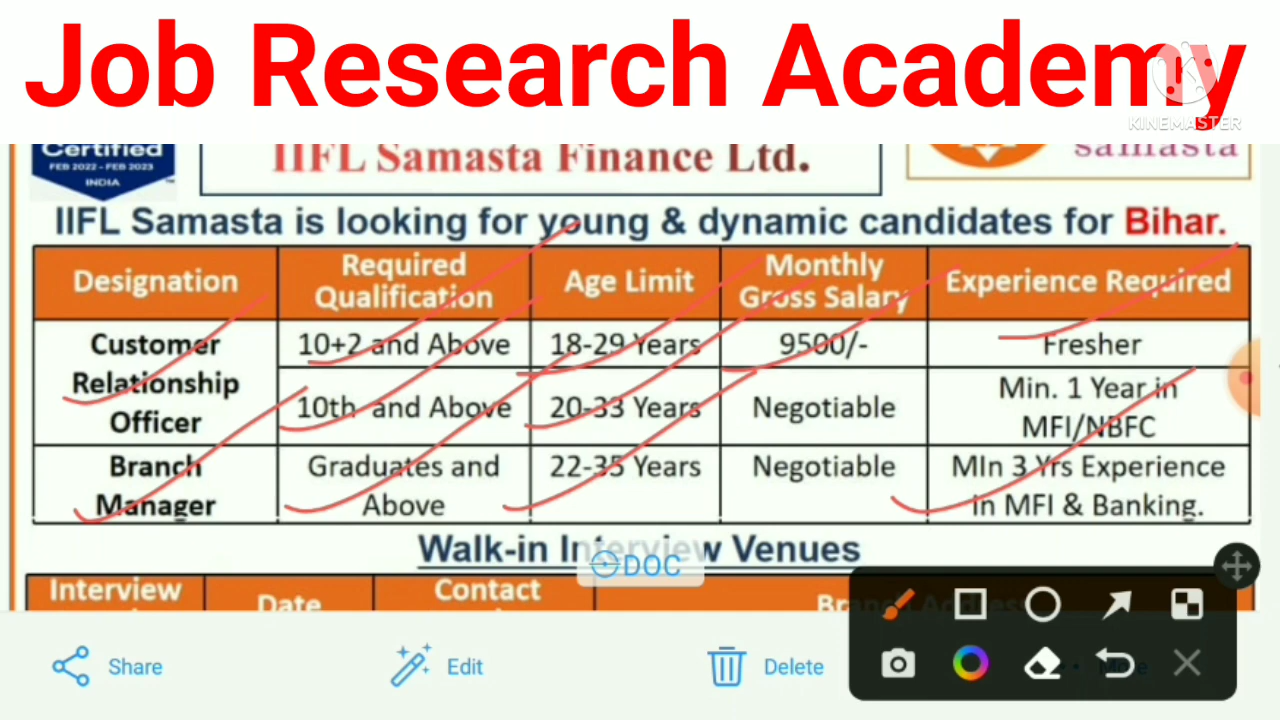 Job Research Academy
KINEMASTER
Certified
FEB 2022 - FEB 2023
INDIA
IIFL Samasta Finance Ltd.
samasta
IIFL Samasta is looking for young & dynamic candidates for Bihar.
Designation
Required Qualification
Age Limit
Monthly Gross Salary
Experience Required
Customer Relationship Officer
10+2 and Above
18-29 Years
9500/-
Fresher
10th and Above
20-33 Years
Negotiable
Min. 1 Year in MFI/NBFC
Branch Manager
Graduates and Above
22-35 Years
Negotiable
MIn 3 Yrs Experience in MFI & Banking.
Walk-in Interview Venues
DOC
Interview
Date
Contact
Share
Edit
Delete